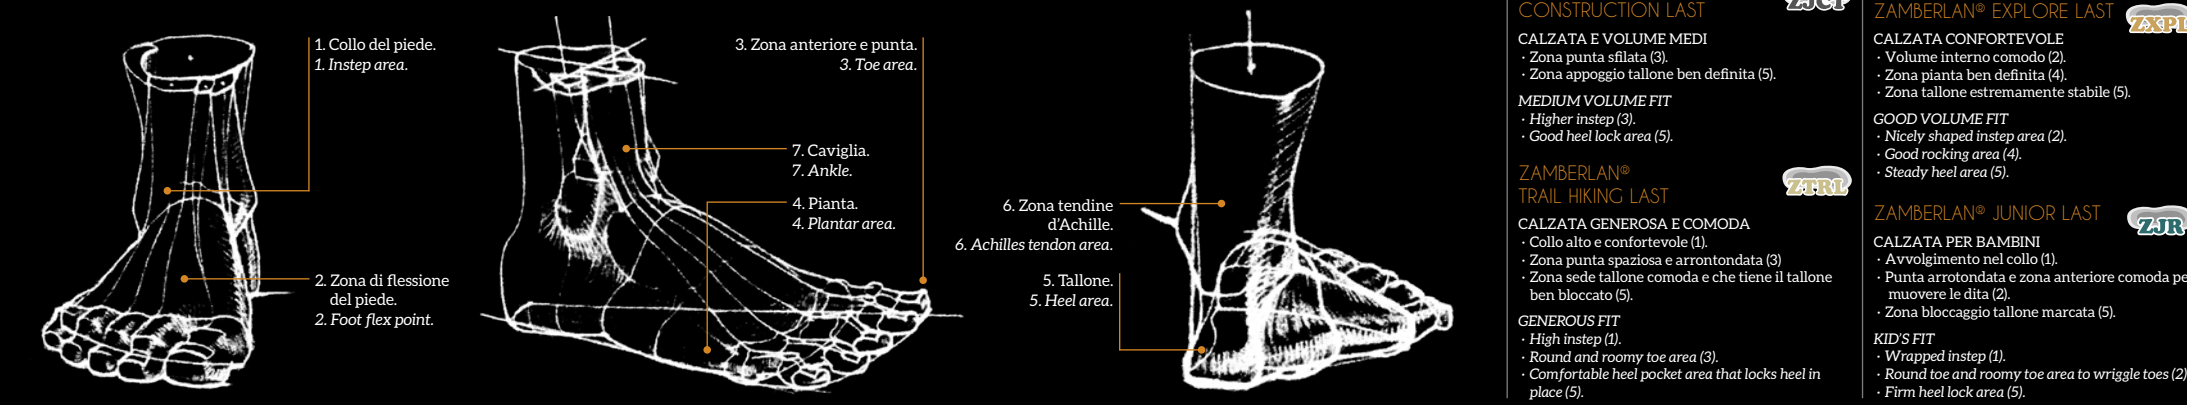 1. Collo del piede.
1. Instep area.
2. Zona di flessione
del piede.
2. Foot flex point.
3. Zona anteriore e punta.
3. Toe area.
7. Caviglia.
7. Ankle.
4. Pianta.
4. Plantar area.
6. Zona tendine
d'Achille.
6. Achilles tendon area.
5. Tallone.
5. Heel area.
CONSTRUCTION LAST
CALZATA E VOLUME MEDI
· Zona punta sfilata (3).
· Zona appoggio tallone ben definita (5).
MEDIUM VOLUME FIT
· Higher instep (3).
· Good heel lock area (5).
ZAMBERLAN®
TRAIL HIKING LAST
ZTRL
CALZATA GENEROSA E COMODA
· Collo alto e confortevole (1).
· Zona punta spaziosa e arrontondata (3)
· Zona sede tallone comoda e che tiene il tallone
ben bloccato (5).
GENEROUS FIT
· High instep (1).
· Round and roomy toe area (3).
· Comfortable heel pocket area that locks heel in
place (5).
ZAMBERLAN® EXPLORE LAST
ZXPL
CALZATA CONFORTEVOLE
· Volume interno comodo (2).
· Zona pianta ben definita (4).
· Zona tallone estremamente stabile (5).
GOOD VOLUME FIT
· Nicely shaped instep area (2).
· Good rocking area (4).
· Steady heel area (5).
ZAMBERLAN® JUNIOR LAST
ZJR
CALZATA PER BAMBINI
· Avvolgimento nel collo (1).
· Punta arrotondata e zona anteriore comoda pe
muovere le dita (2).
· Zona bloccaggio tallone marcata (5).
KID'S FIT
· Wrapped instep (1).
· Round toe and roomy toe area to wriggle toes (2)
· Firm heel lock area (5).